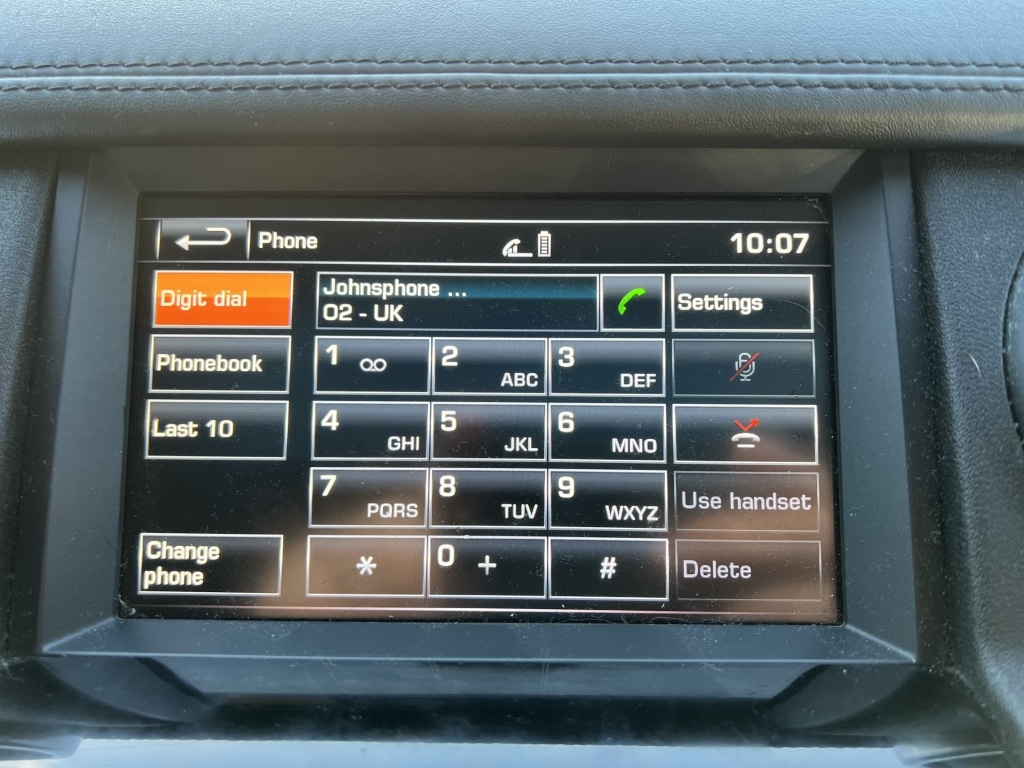 Phone
10:07
Digit dial
Johnsphone ...
O2 - UK
Settings
Phonebook
1
2 ABC
3 DEF
Last 10
4 GHI
5 JKL
6 MNO
7 PQRS
8 TUV
9 WXYZ
Use handset
Change
phone
*
0 +
#
Delete